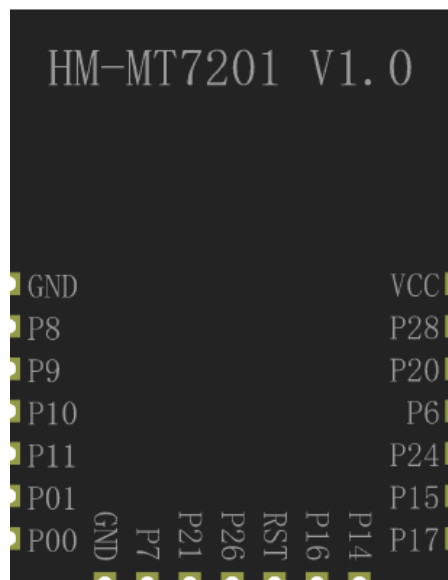 HM-MT7201 V1.0
GND VCC
P8 P28
P9 P20
P10 P6
P11 P24
P01 P15
P00 P17
GND
P7
P21
P26
RST
P16
P14